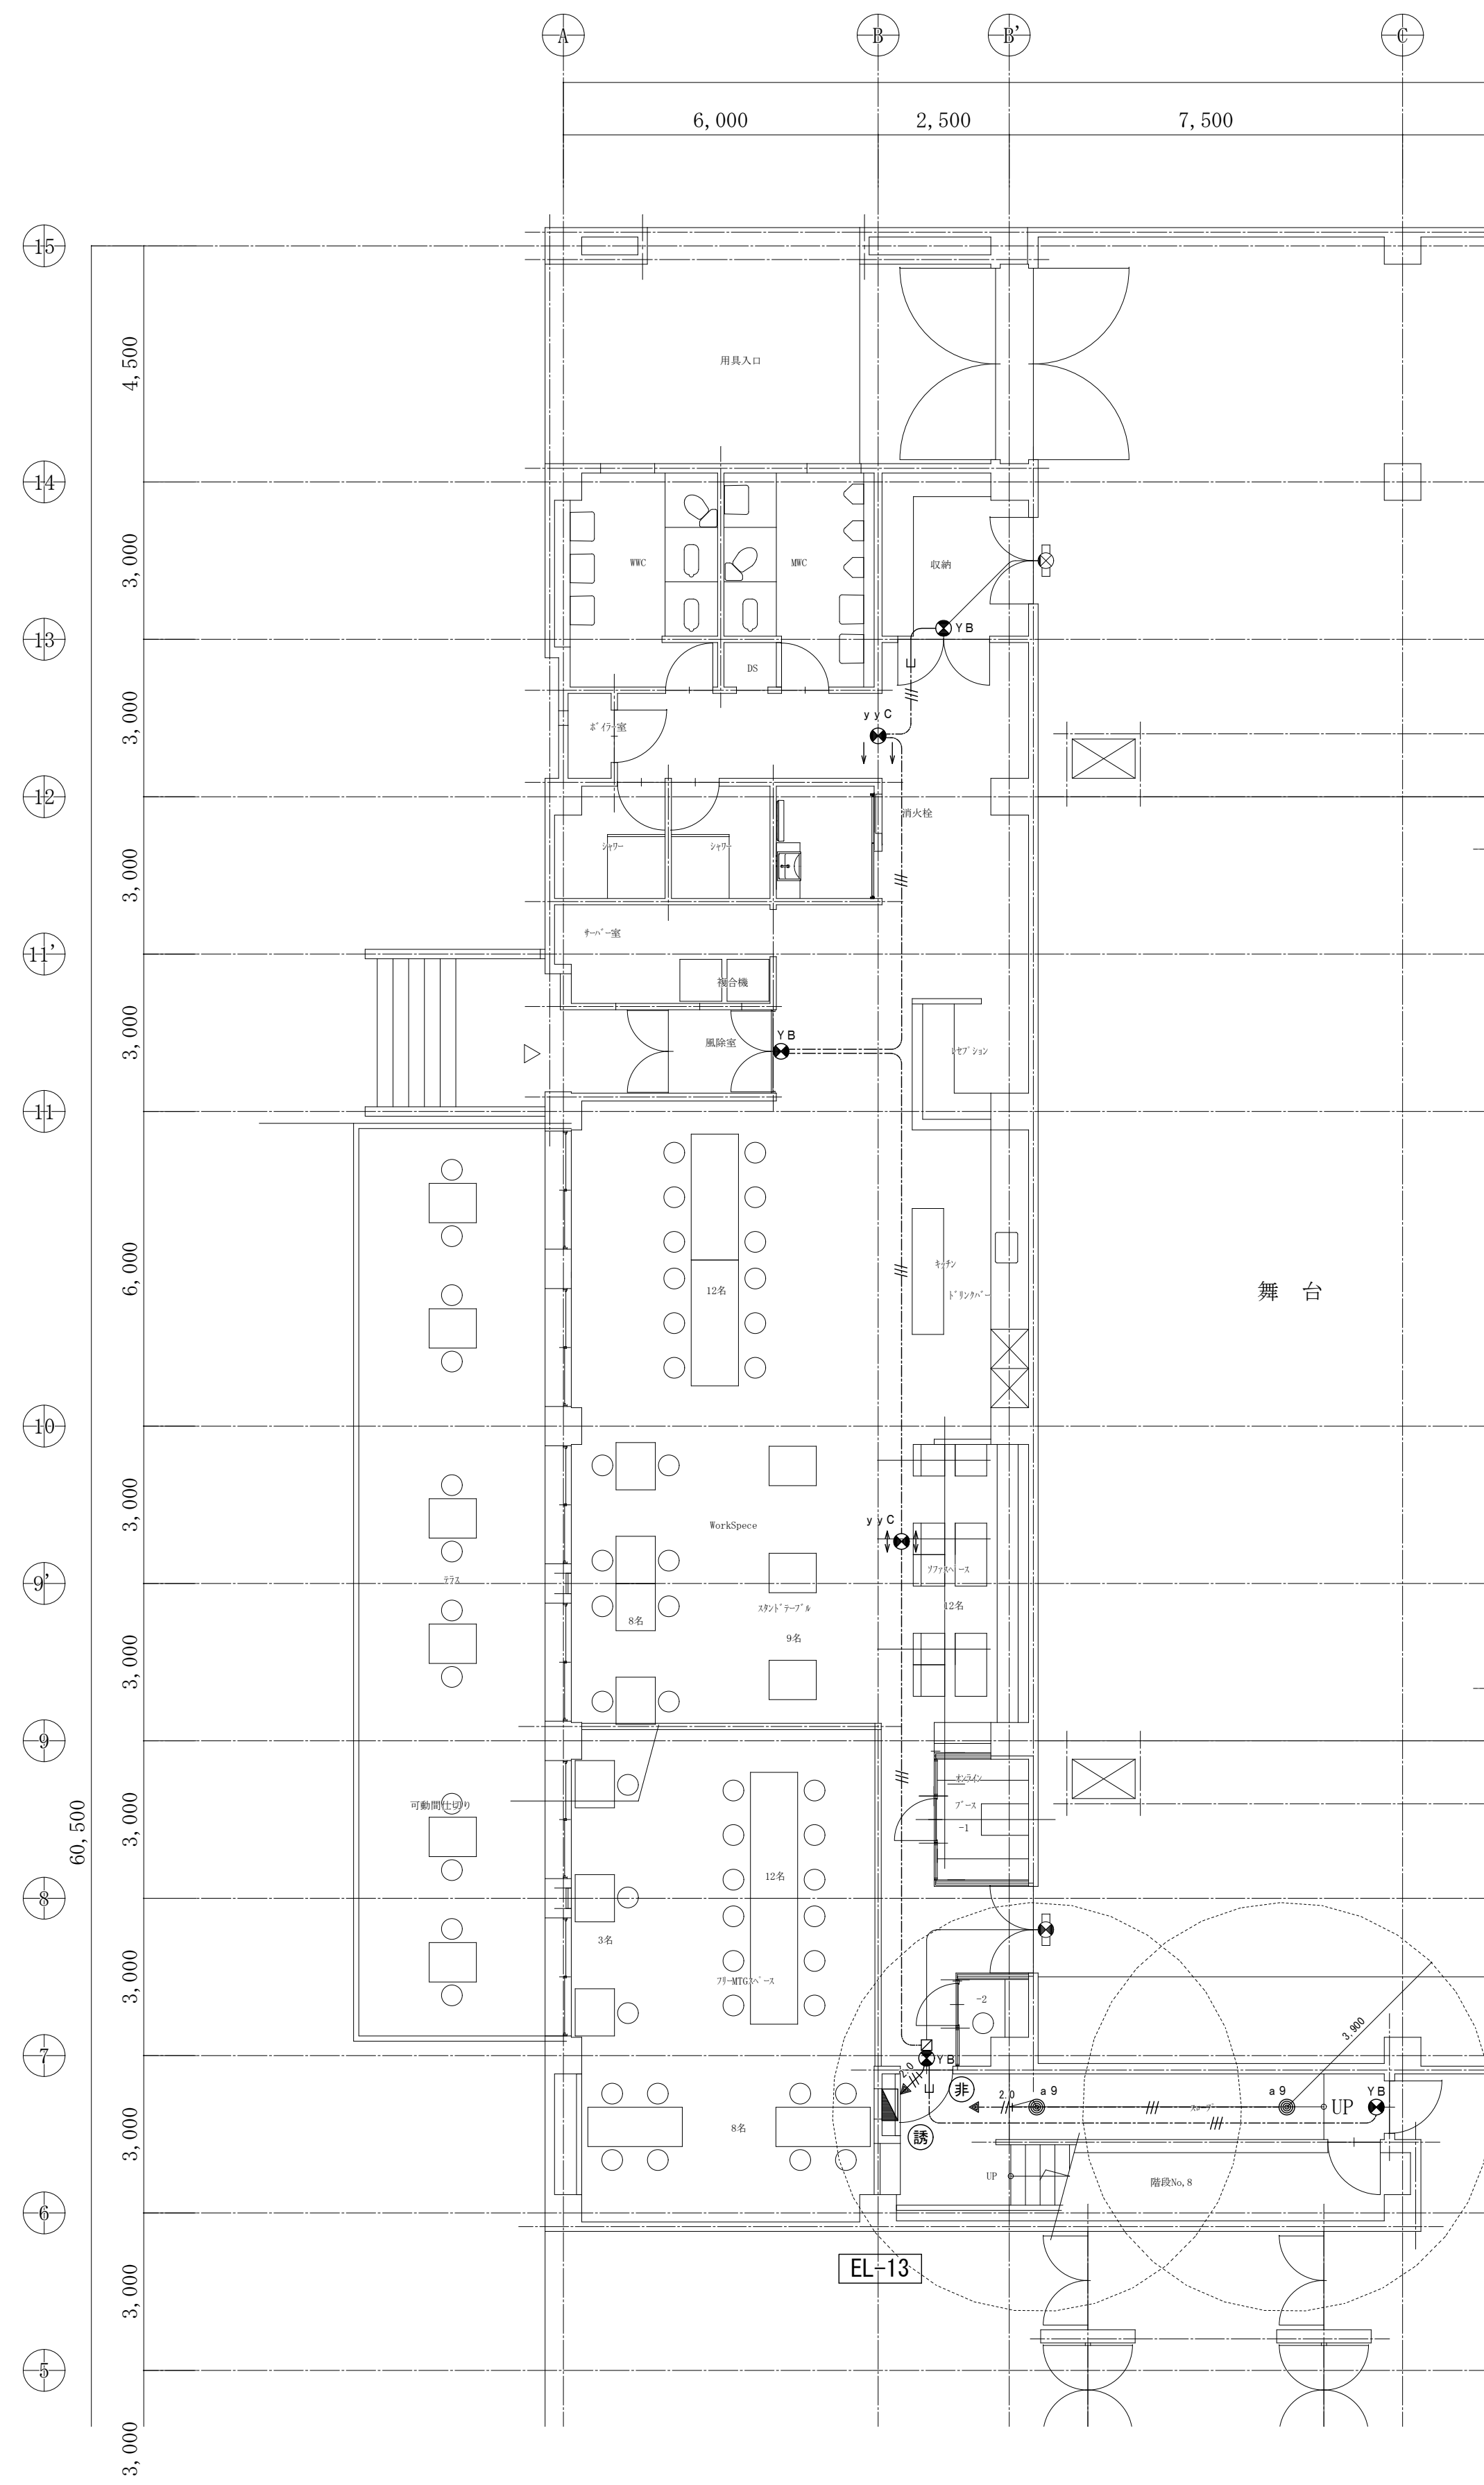 A
B
B'
C
6,000
2,500
7,500
15
4,500
用具入口
14
3,000
WWC
MWC
収納
13
YB
DS
3,000
yyC
ボイラー室
12
消火栓
シャワー
シャワー
3,000
サーバー室
11'
複合機
3,000
YB
風除室
レセプション
11
6,000
キッチン
12名
ドリンクバー
舞 台
10
3,000
yyC
WorkSpece
ソファスペース
9'
テラス
スタンドテーブル
12名
8名
9名
3,000
9
オンライン
可動間仕切り
ブース
3,000
-1
60,500
12名
8
3名
3,000
フリーMTGスペース
-2
3.900
7
YB
2.0
非
2.0
a9
a9
YB
UP
3,000
8名
誘
UP
階段No,8
6
EL-13
3,000
5
3,000